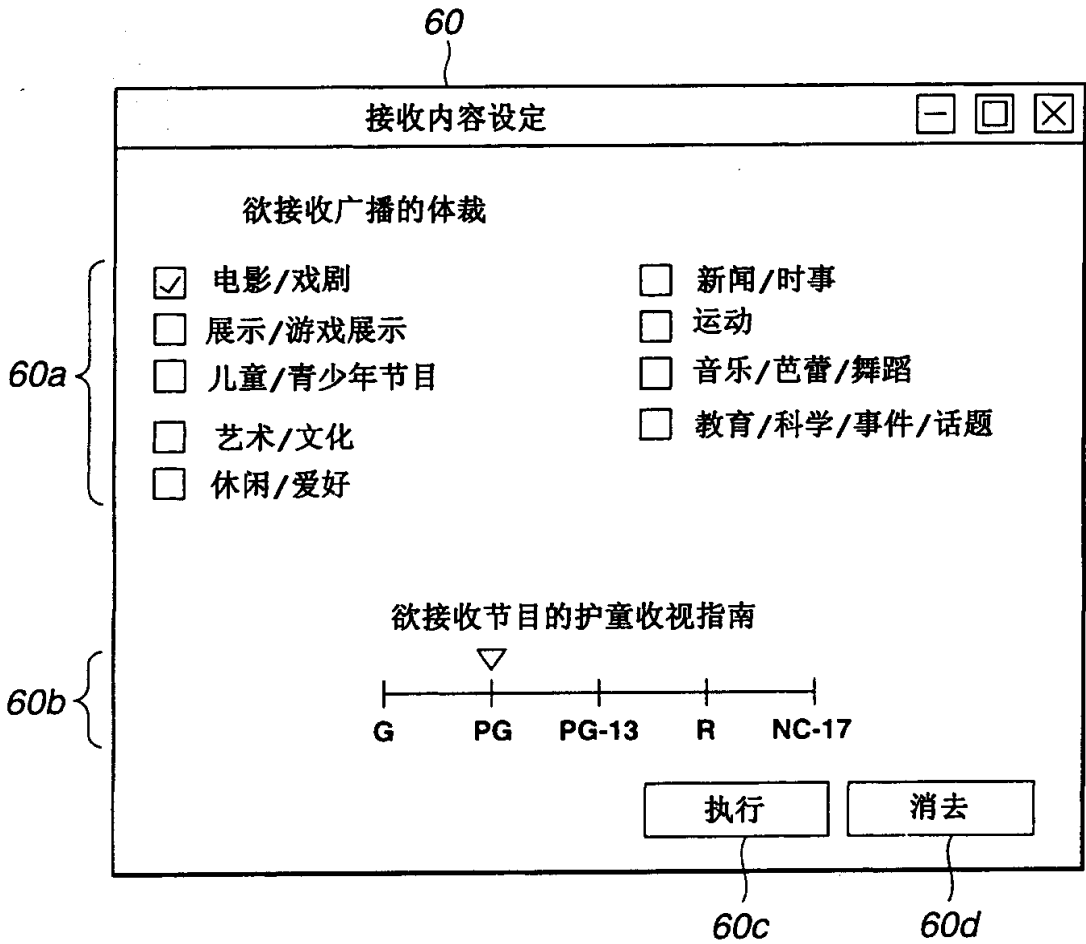 60
接收内容设定
欲接收广播的体裁
60a
电影/戏剧
新闻/时事
展示/游戏展示
运动
儿童/青少年节目
音乐/芭蕾/舞蹈
艺术/文化
教育/科学/事件/话题
休闲/爱好
欲接收节目的护童收视指南
60b
G PG PG-13 R NC-17
执行 消去
60c 60d